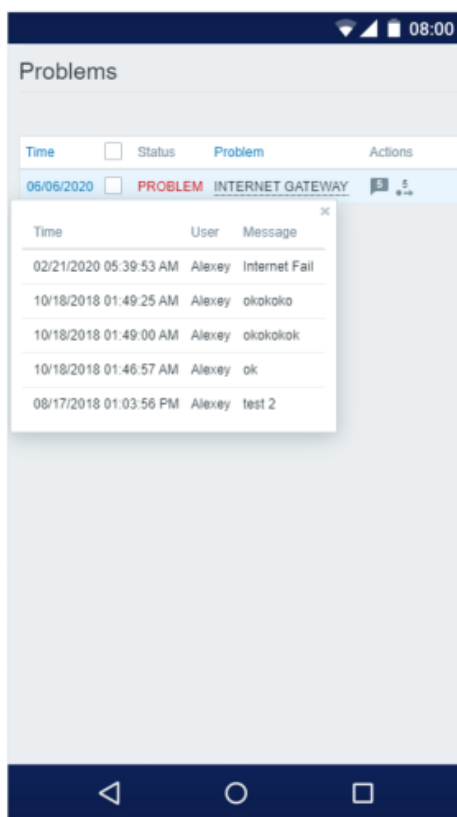 08:00
Problems
Time Status Problem Actions
06/06/2020 PROBLEM INTERNET GATEWAY 5 5
Time User Message
02/21/2020 05:39:53 AM Alexey Internet Fail
10/18/2018 01:49:25 AM Alexey okokoko
10/18/2018 01:49:00 AM Alexey okokokok
10/18/2018 01:46:57 AM Alexey ok
08/17/2018 01:03:56 PM Alexey test 2